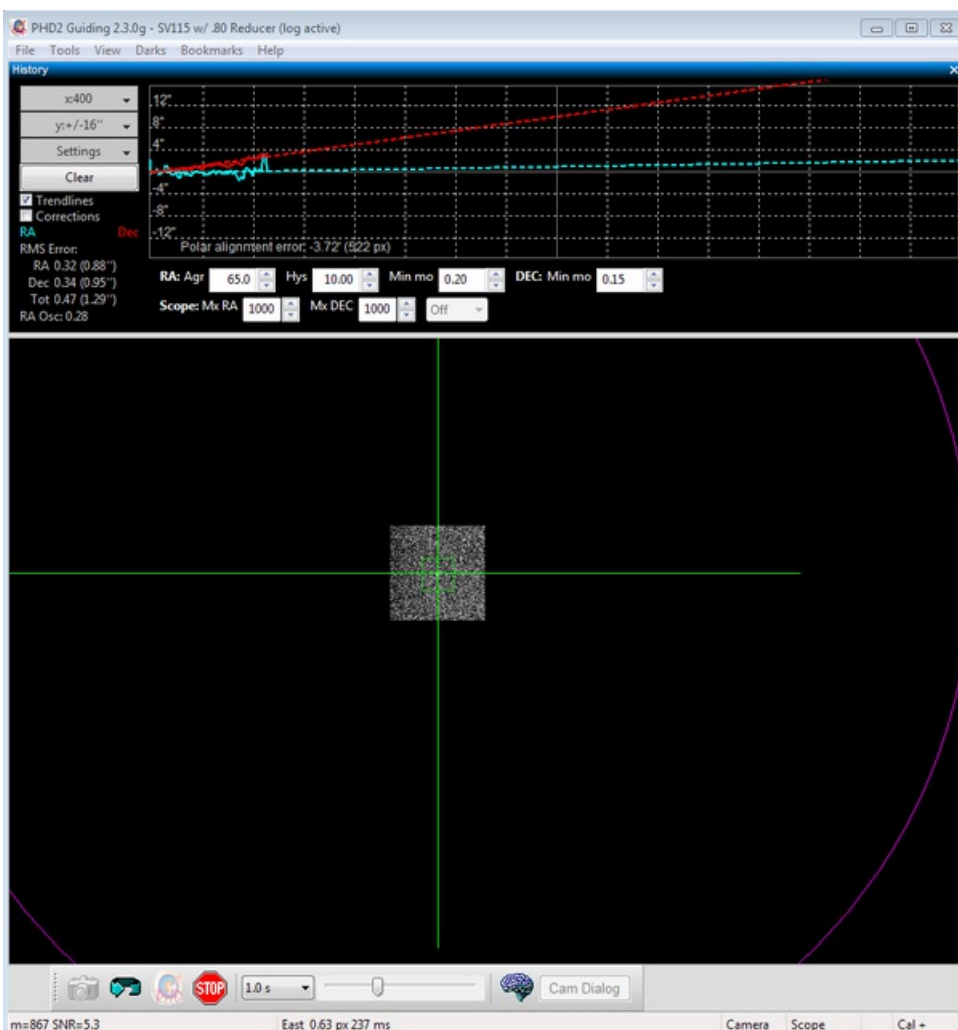 PHD2 Guiding 2.3.0g - SV115 w/ .80 Reducer (log active)
File Tools View Darks Bookmarks Help
History
x:400
y:+/-16"
Settings
Clear
Trendlines
Corrections
RA Dec
RMS Error:
RA 0.32 (0.88")
Dec 0.34 (0.95")
Tot 0.47 (1.29")
RA Osc: 0.28
12"
8"
4"
-4"
-8"
-12"
Polar alignment error: -3.72' (522 px)
RA: Agr 65.0 Hys 10.00 Min mo 0.20 DEC: Min mo 0.15
Scope: Mx RA 1000 Mx DEC 1000 Off
STOP 1.0 s Cam Dialog
m=867 SNR=5.3 East 0.63 px 237 ms Camera Scope Cal +